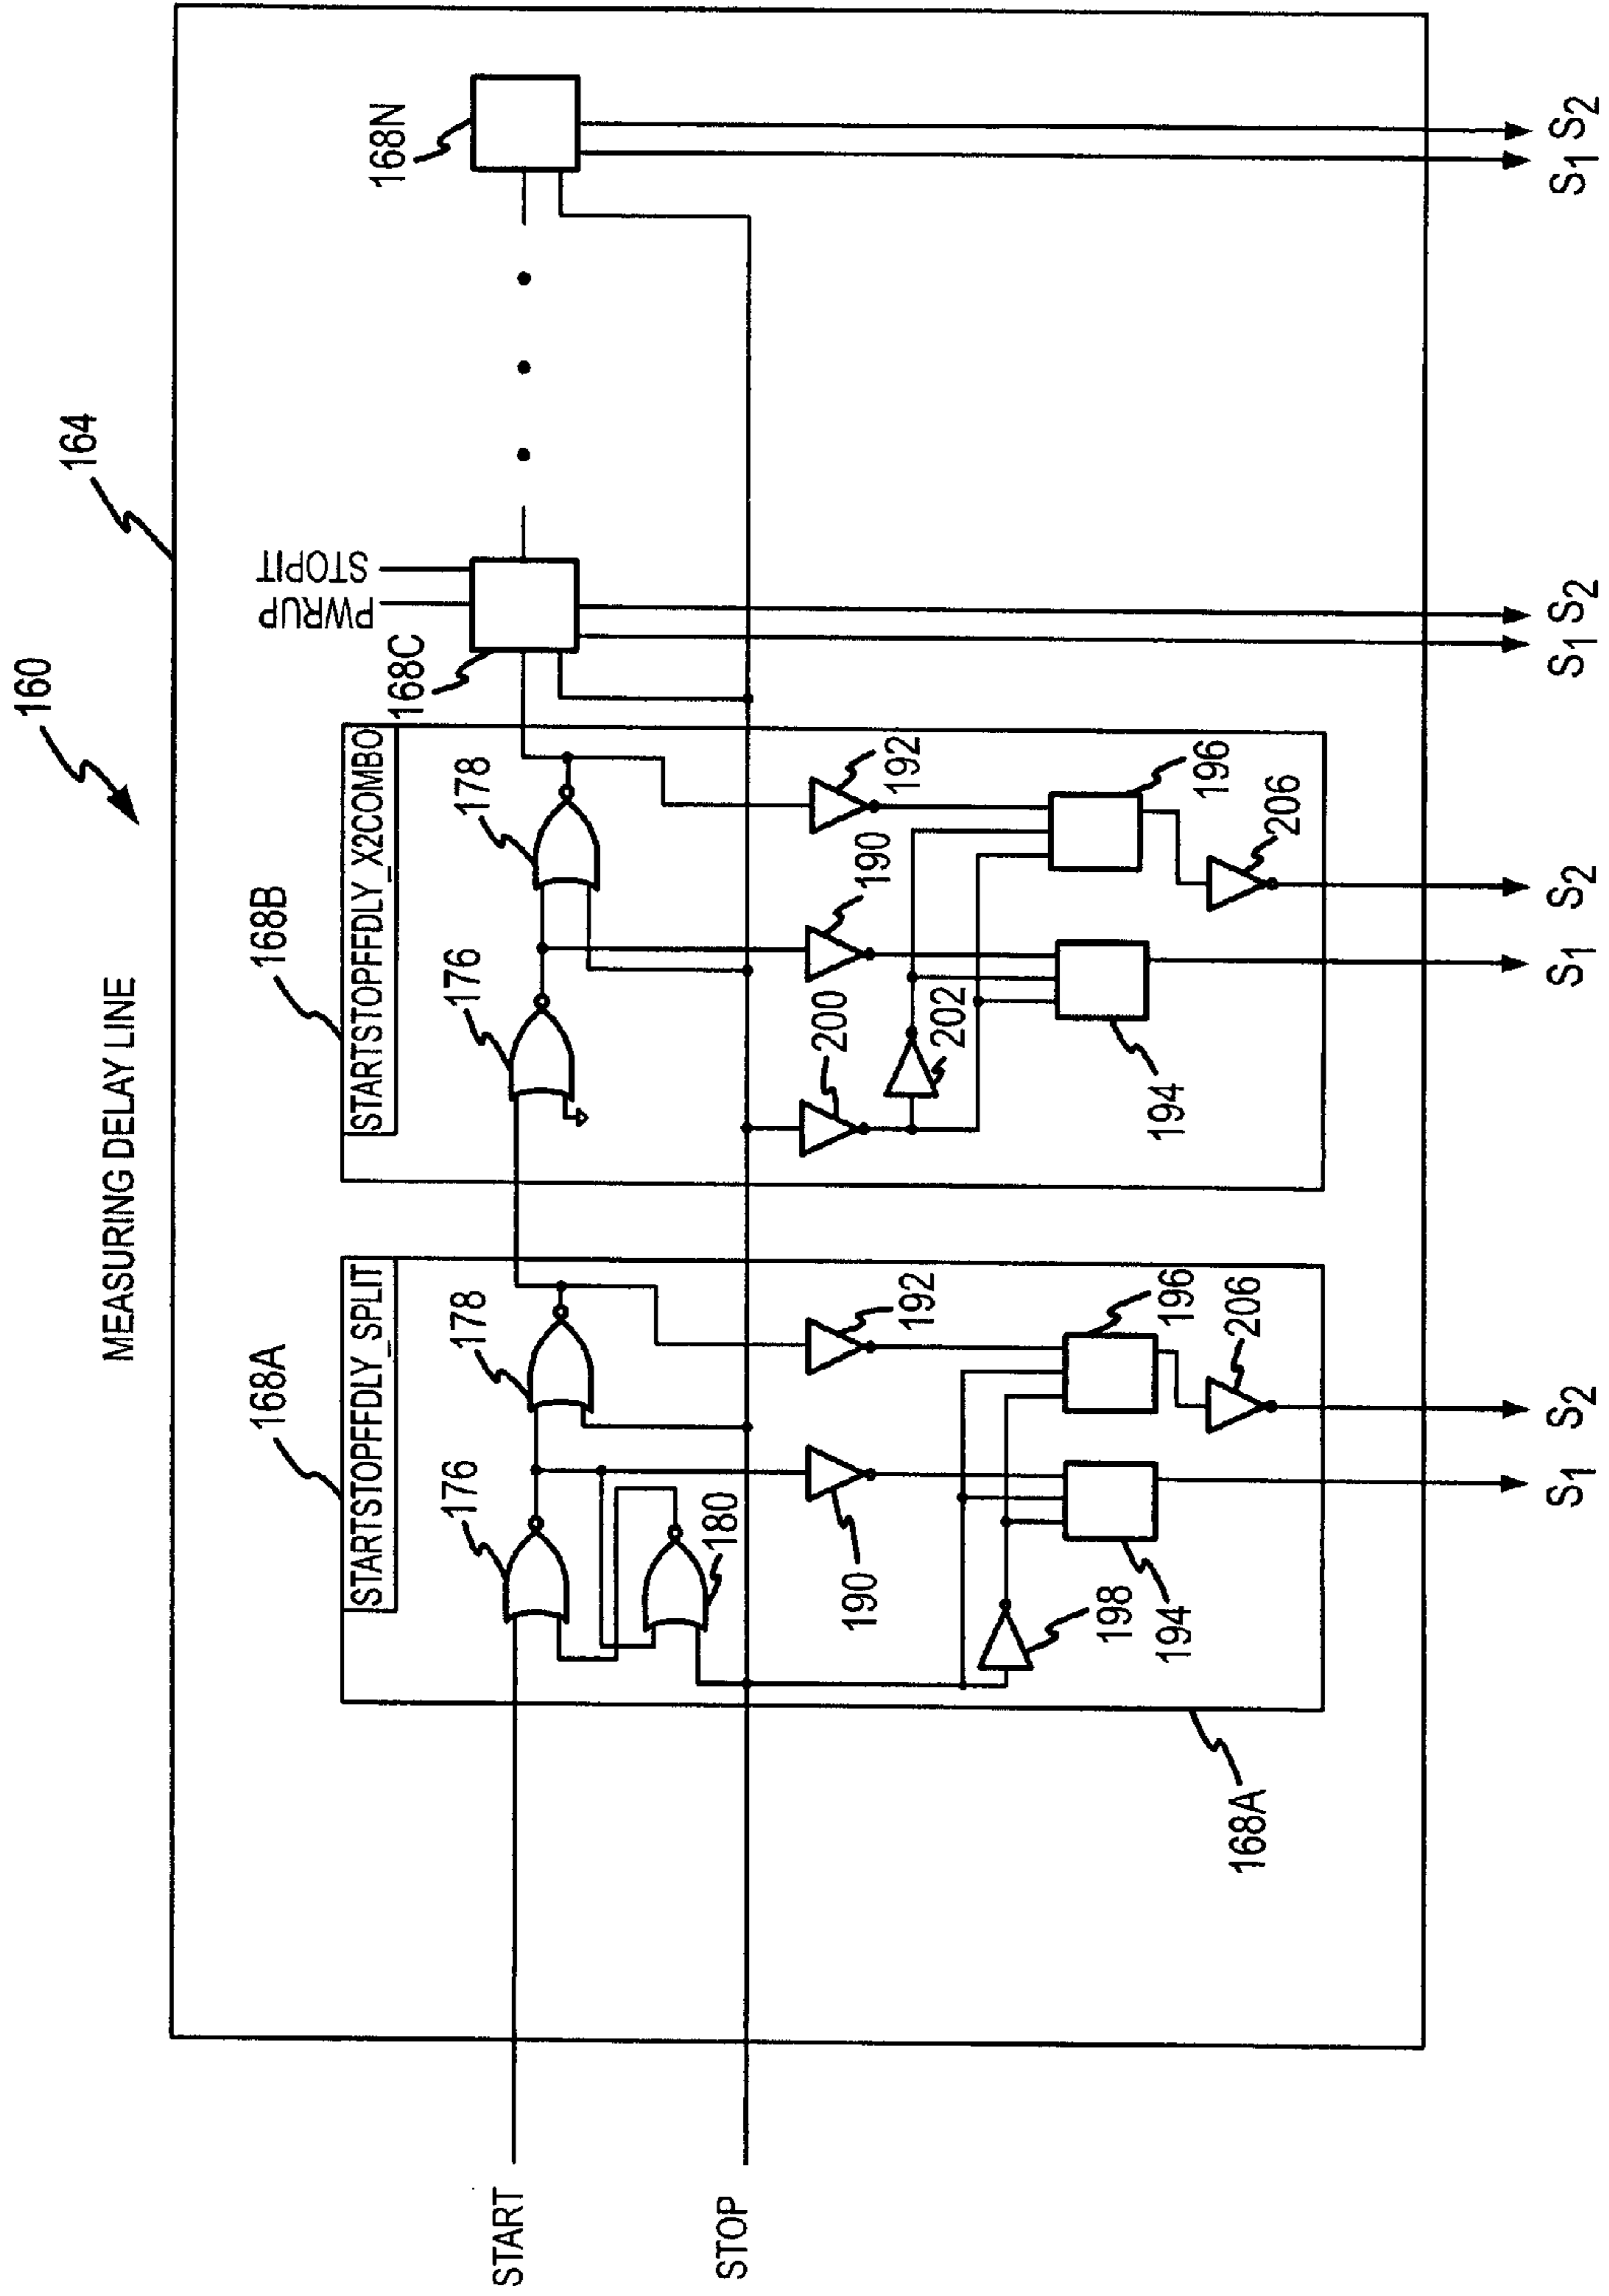 160
MEASURING DELAY LINE
164
168A
STARTSTOPFFDLY_SPLIT
168B
STARTSTOPFFDLY_X2COMBO
PWRUP
STOPIT
168C
168N
176
178
176
178
180
START
STOP
190
192
200
190
192
202
198
194
196
206
194
196
206
168A
S1
S2
S1
S2
S1
S2
S1
S2